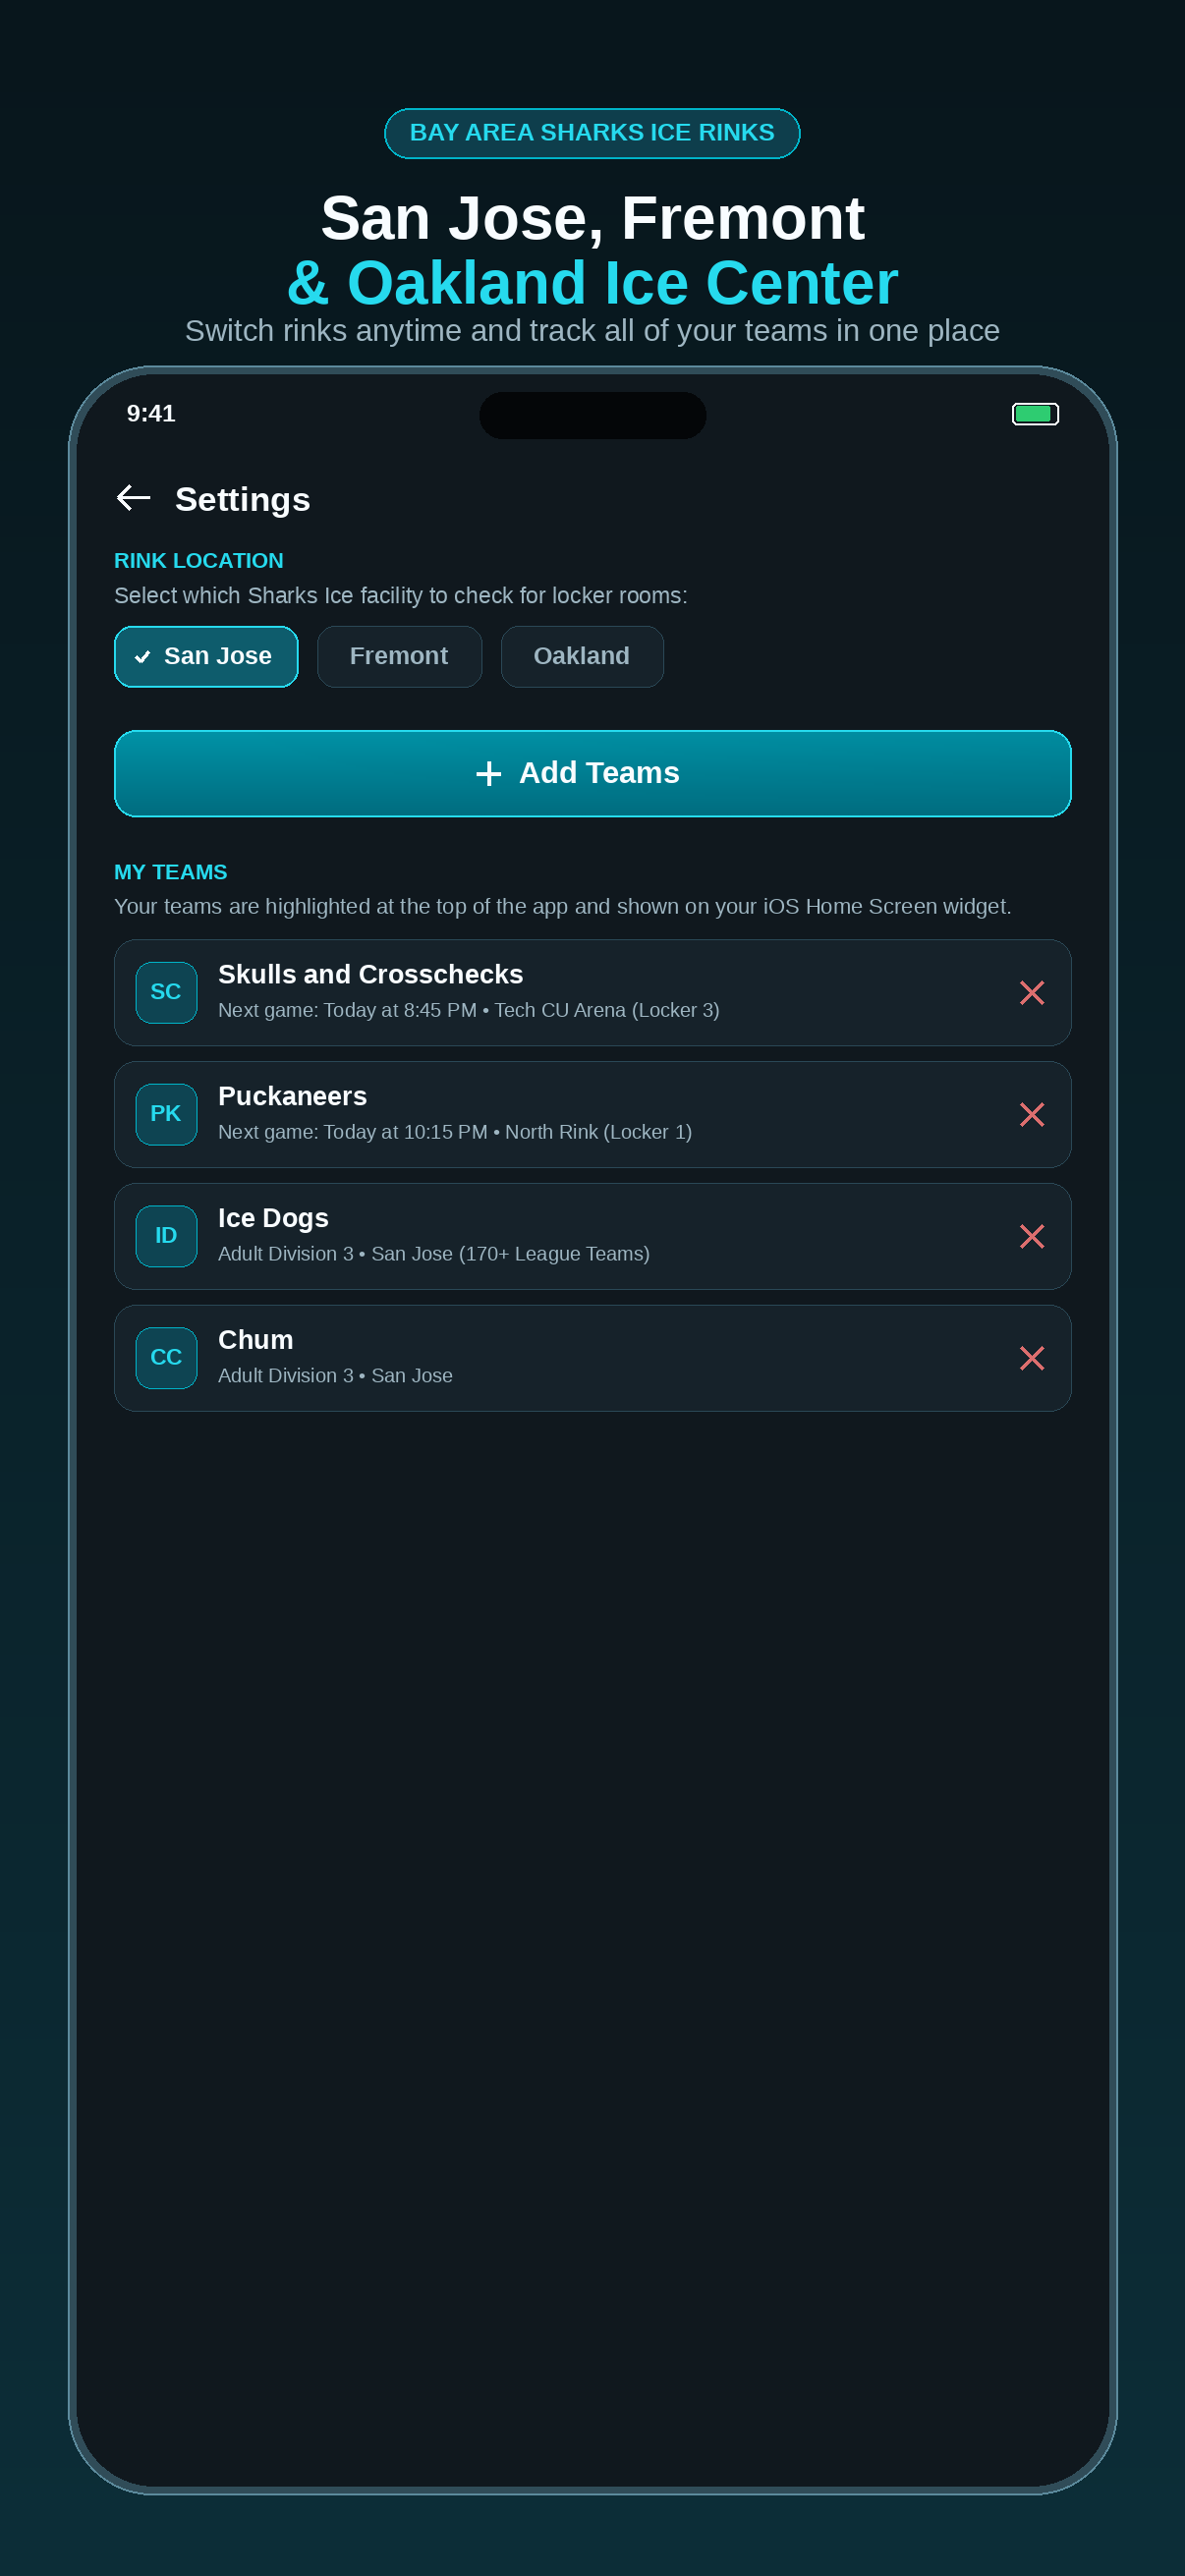 BAY AREA SHARKS ICE RINKS
San Jose, Fremont
& Oakland Ice Center
Switch rinks anytime and track all of your teams in one place
9:41
Settings
RINK LOCATION
Select which Sharks Ice facility to check for locker rooms:
San Jose
Fremont
Oakland
Add Teams
MY TEAMS
Your teams are highlighted at the top of the app and shown on your iOS Home Screen widget.
SC
Skulls and Crosschecks
Next game: Today at 8:45 PM • Tech CU Arena (Locker 3)
PK
Puckaneers
Next game: Today at 10:15 PM • North Rink (Locker 1)
ID
Ice Dogs
Adult Division 3 • San Jose (170+ League Teams)
CC
Chum
Adult Division 3 • San Jose